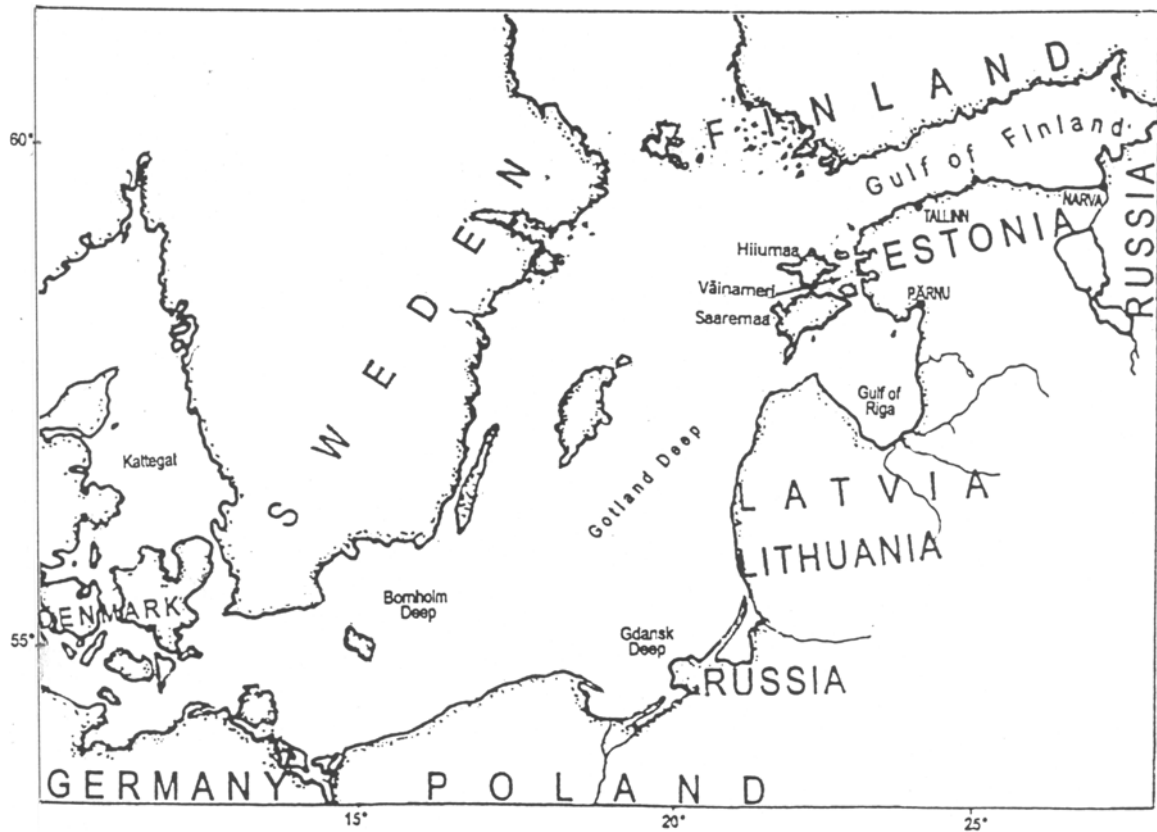 FINLAND
60°
Gulf of Finland
SWEDEN
NARVA
TALLINN
ESTONIA
RUSSIA
Hiiumaa
Väinameri
PÄRNU
Saaremaa
Gulf of
Riga
Kattegat
Gotland Deep
LATVIA
LITHUANIA
DENMARK
Bornholm
Deep
55°
Gdansk
Deep
RUSSIA
GERMANY
POLAND
15°
20°
25°